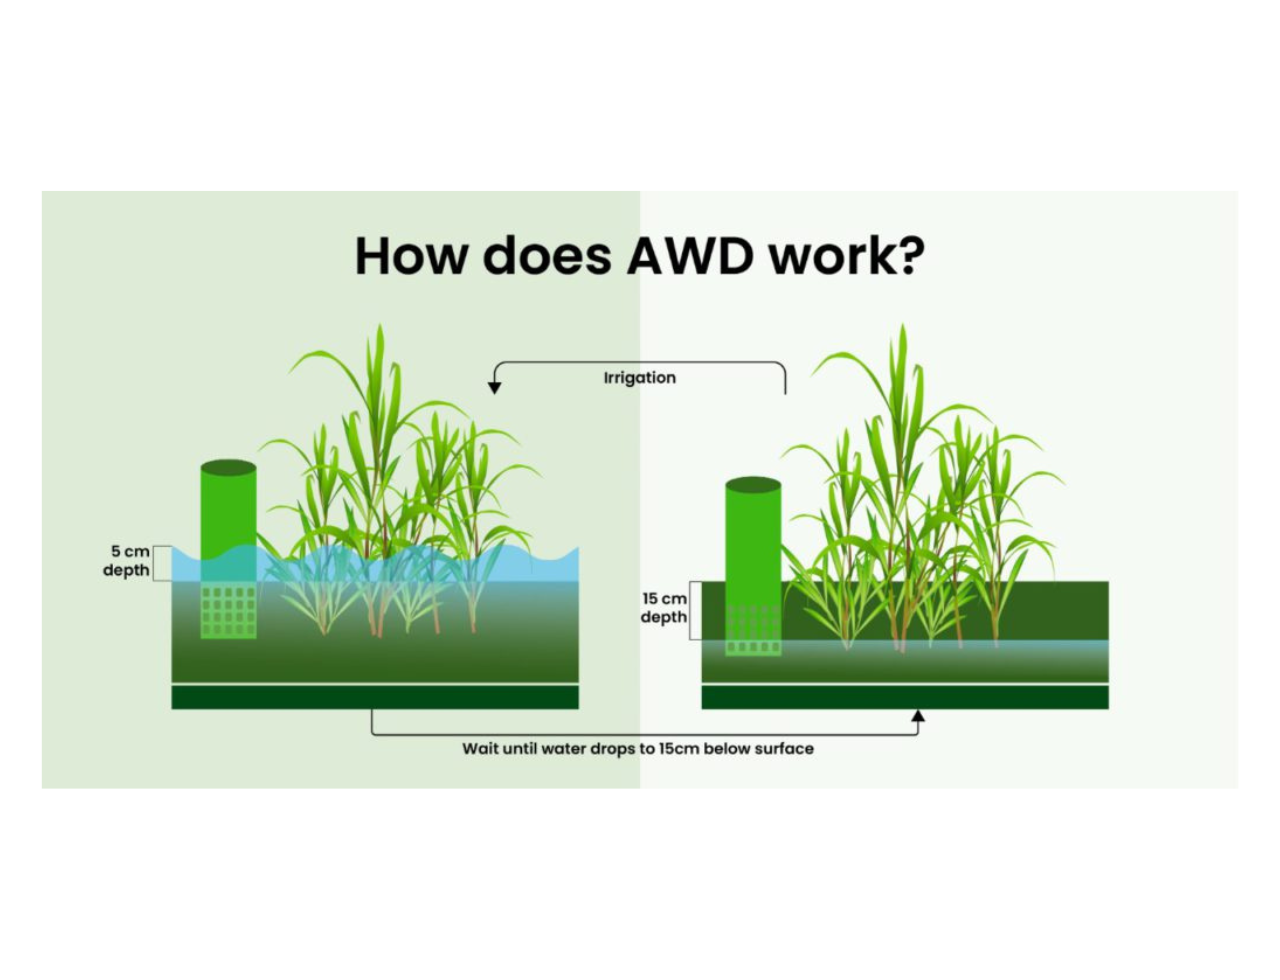 How does AWD work?
Irrigation
5 cm
depth
15 cm
depth
Wait until water drops to 15cm below surface